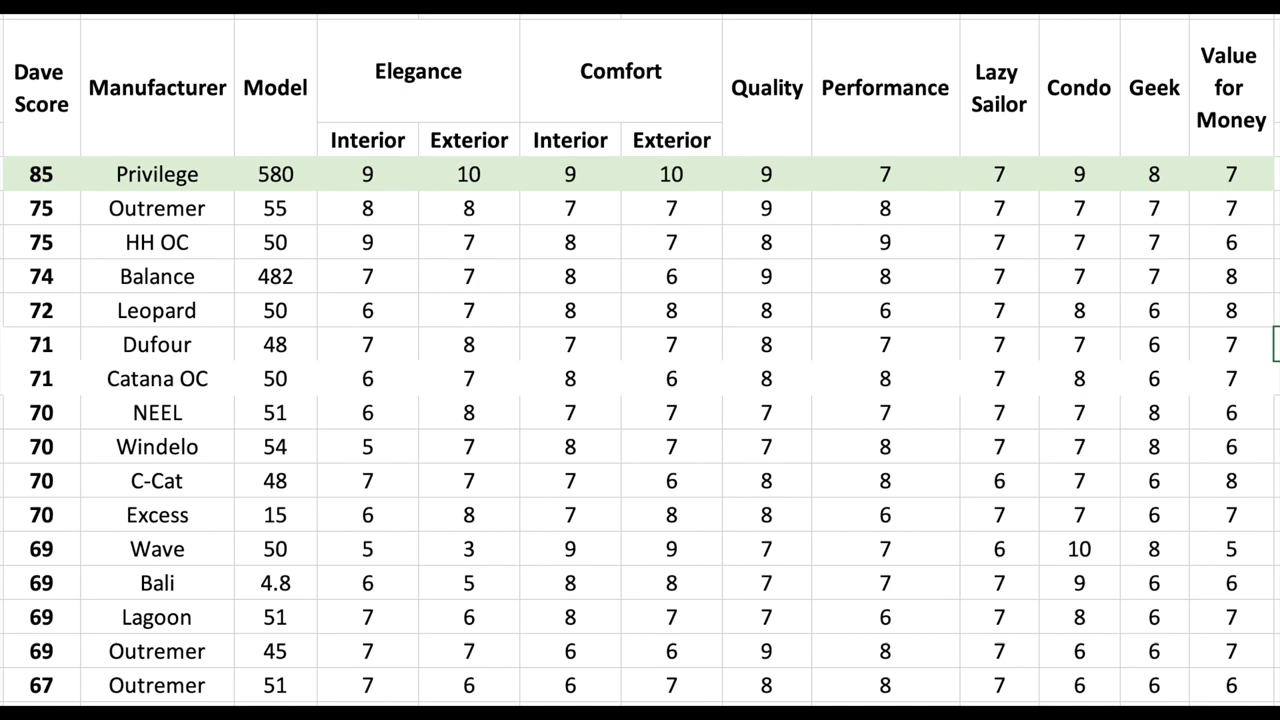 Dave Score Manufacturer Model Elegance Comfort Quality Performance Lazy Sailor Condo Geek Value for Money
Interior Exterior Interior Exterior
85 Privilege 580 9 10 9 10 9 7 7 9 8 7
75 Outremer 55 8 8 7 7 9 8 7 7 7 7
75 HH OC 50 9 7 8 7 8 9 7 7 7 6
74 Balance 482 7 7 8 6 9 8 7 7 7 8
72 Leopard 50 6 7 8 8 8 6 7 8 6 8
71 Dufour 48 7 8 7 7 8 7 7 7 6 7
71 Catana OC 50 6 7 8 6 8 8 7 8 6 7
70 NEEL 51 6 8 7 7 7 7 7 7 8 6
70 Windelo 54 5 7 8 7 7 8 7 7 8 6
70 C-Cat 48 7 7 7 6 8 8 6 7 6 8
70 Excess 15 6 8 7 8 8 6 7 7 6 7
69 Wave 50 5 3 9 9 7 7 6 10 8 5
69 Bali 4.8 6 5 8 8 7 7 7 9 6 6
69 Lagoon 51 7 6 8 7 7 6 7 8 6 7
69 Outremer 45 7 7 6 6 9 8 7 6 6 7
67 Outremer 51 7 6 6 7 8 8 7 6 6 6